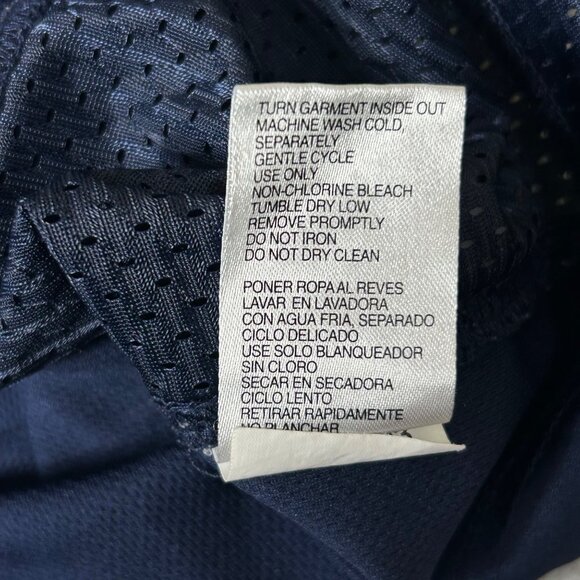 TURN GARMENT INSIDE OUT
MACHINE WASH COLD,
SEPARATELY
GENTLE CYCLE
USE ONLY
NON-CHLORINE BLEACH
TUMBLE DRY LOW
REMOVE PROMPTLY
DO NOT IRON
DO NOT DRY CLEAN
PONER ROPA AL REVES
LAVAR EN LAVADORA
CON AGUA FRIA, SEPARADO
CICLO DELICADO
USE SOLO BLANQUEADOR
SIN CLORO
SECAR EN SECADORA
CICLO LENTO
RETIRAR RAPIDAMENTE
NO PLANCHAR